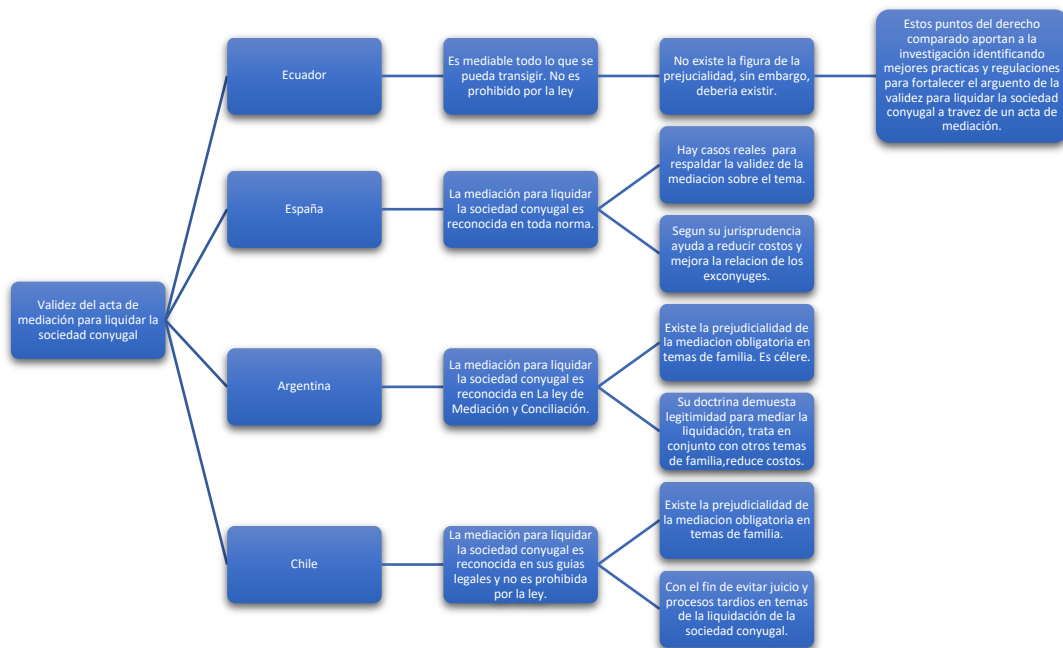 Validez del acta de
mediación para liquidar la
sociedad conyugal
Ecuador
Es mediable todo lo que se
pueda transigir. No es
prohibido por la ley
No existe la figura de la
prejucialidad, sin embargo,
deberia existir.
Estos puntos del derecho
comparado aportan a la
investigación identificando
mejores practicas y regulaciones
para fortalecer el arguento de la
validez para liquidar la sociedad
conyugal a travez de un acta de
mediación.
España
La mediación para liquidar
la sociedad conyugal es
reconocida en toda norma.
Hay casos reales para
respaldar la validez de la
mediacion sobre el tema.
Segun su jurisprudencia
ayuda a reducir costos y
mejora la relacion de los
exconyuges.
Argentina
La mediación para liquidar
la sociedad conyugal es
reconocida en La ley de
Mediación y Conciliación.
Existe la prejudicialidad de
la mediacion obligatoria en
temas de familia. Es célere.
Su doctrina demuesta
legitimidad para mediar la
liquidación, trata en
conjunto con otros temas
de familia,reduce costos.
Chile
La mediación para liquidar
la sociedad conyugal es
reconocida en sus guias
legales y no es prohibida
por la ley.
Existe la prejudicialidad de
la mediacion obligatoria en
temas de familia.
Con el fin de evitar juicio y
procesos tardios en temas
de la liquidación de la
sociedad conyugal.